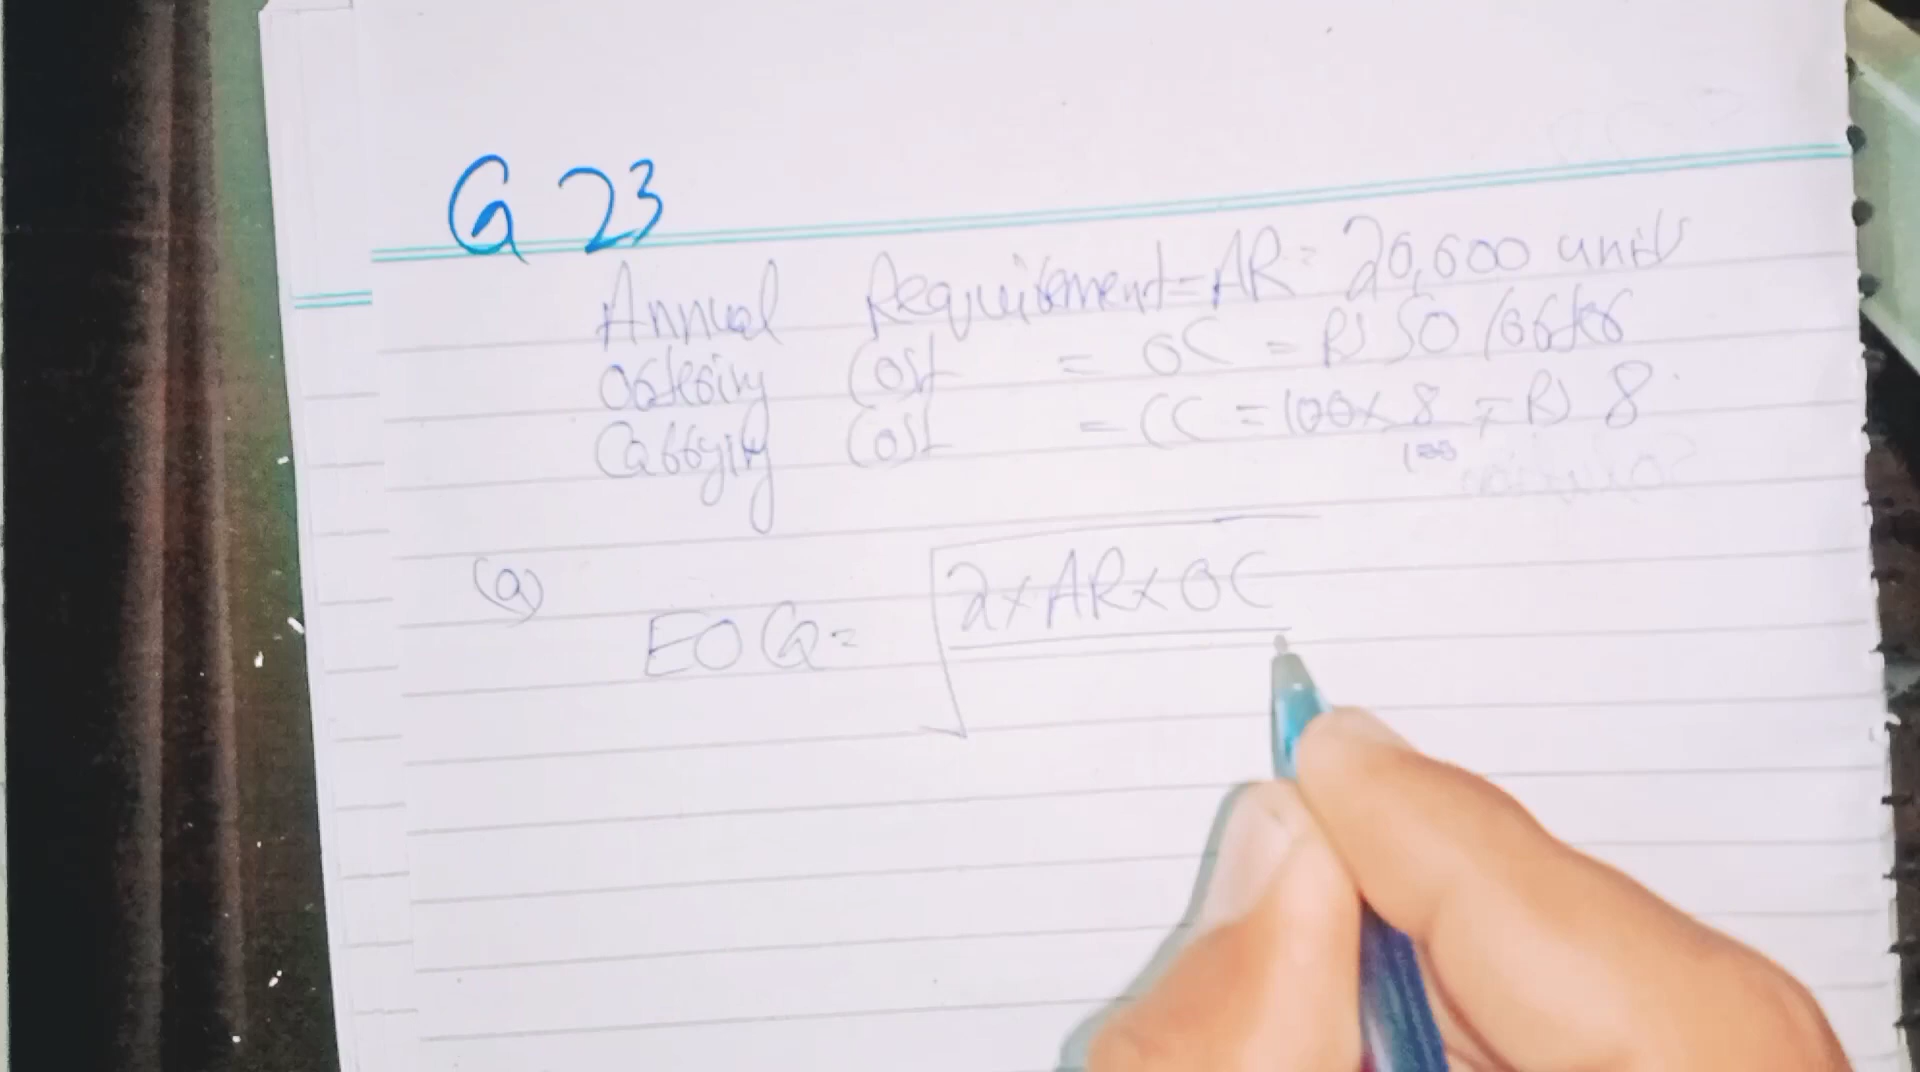 Q 23
Annual Requirement = AR = 20,000 units
Ordering Cost = OC = Rs 50 /order
Carrying Cost = CC = 100 × 8/100 = Rs 8
(a)
EOQ = √2×AR×OC